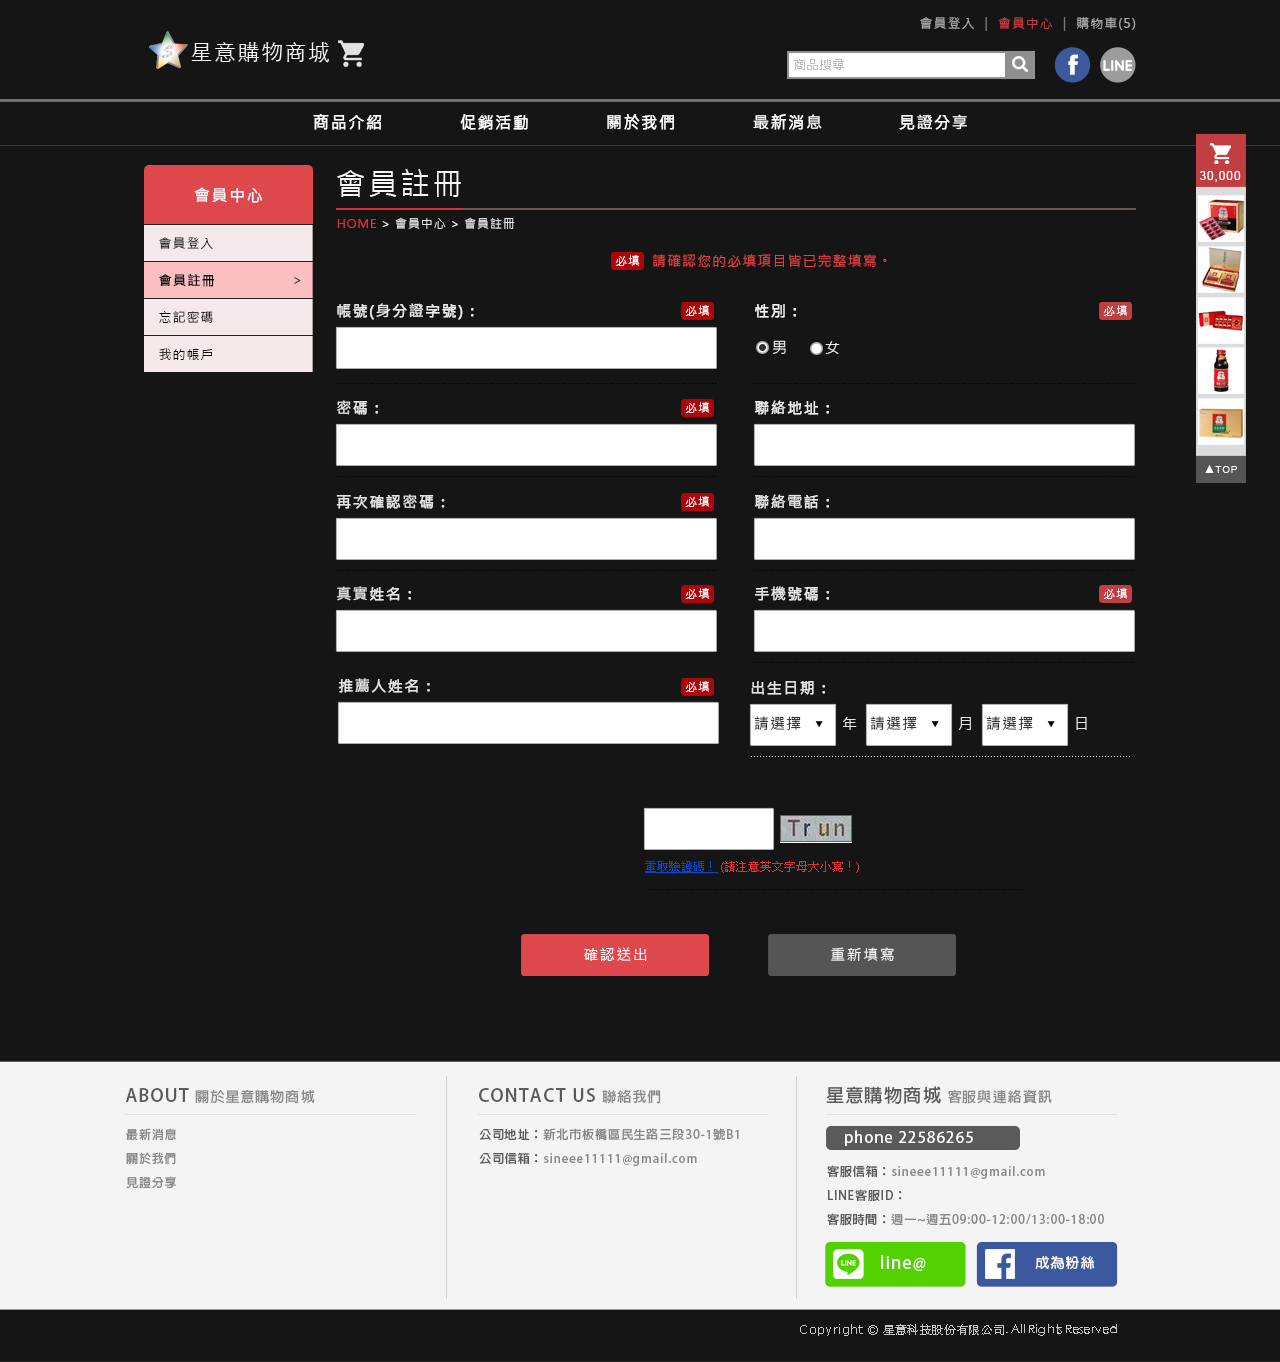 會員登入 | 會員中心 | 購物車(5)
星意購物商城
商品搜尋
LINE
商品介紹 促銷活動 關於我們 最新消息 見證分享
30,000
▲TOP
會員中心
會員登入
會員註冊 >
忘記密碼
我的帳戶
會員註冊
HOME > 會員中心 > 會員註冊
必填 請確認您的必填項目皆已完整填寫。
帳號(身分證字號)： 必填
性別： 必填
男 女
密碼： 必填
聯絡地址：
再次確認密碼： 必填
聯絡電話：
真實姓名： 必填
手機號碼： 必填
推薦人姓名： 必填
出生日期：
請選擇 ▼ 年 請選擇 ▼ 月 請選擇 ▼ 日
Trun
重取驗證碼！ (請注意英文字母大小寫！)
確認送出 重新填寫
ABOUT 關於星意購物商城
最新消息
關於我們
見證分享
CONTACT US 聯絡我們
公司地址：新北市板橋區民生路三段30-1號B1
公司信箱：sineee11111@gmail.com
星意購物商城 客服與連絡資訊
phone 22586265
客服信箱：sineee11111@gmail.com
LINE客服ID：
客服時間：週一~週五09:00-12:00/13:00-18:00
LINE line@ 成為粉絲
Copyright © 星意科技股份有限公司. All Rights Reserved